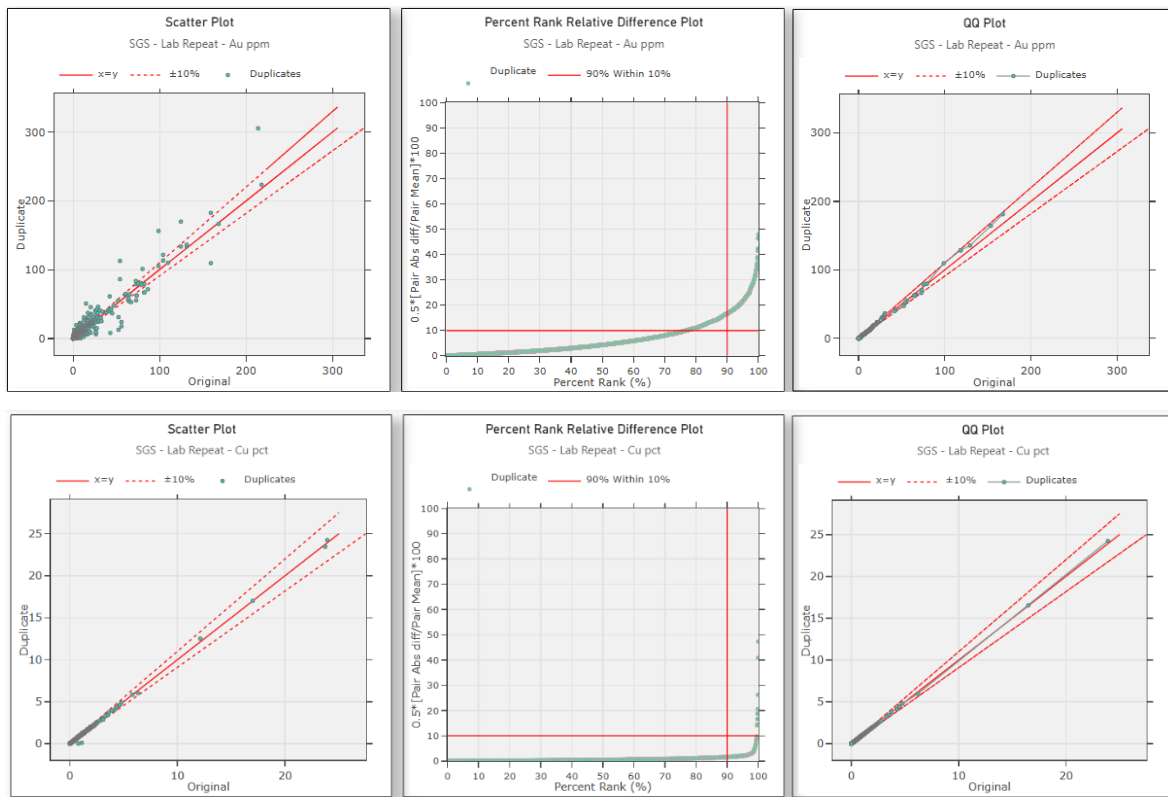 Scatter Plot
SGS - Lab Repeat - Au ppm
x=y ±10% Duplicates
300
200
100
0
Duplicate
0 100 200 300
Original
Percent Rank Relative Difference Plot
SGS - Lab Repeat - Au ppm
Duplicate 90% Within 10%
100
90
80
70
60
50
40
30
20
10
0
0.5*[Pair Abs diff/Pair Mean]*100
0 10 20 30 40 50 60 70 80 90 100
Percent Rank (%)
QQ Plot
SGS - Lab Repeat - Au ppm
x=y ±10% Duplicates
300
200
100
0
Duplicate
0 100 200 300
Original
Scatter Plot
SGS - Lab Repeat - Cu pct
x=y ±10% Duplicates
25
20
15
10
5
0
Duplicate
0 10 20
Original
Percent Rank Relative Difference Plot
SGS - Lab Repeat - Cu pct
Duplicate 90% Within 10%
100
90
80
70
60
50
40
30
20
10
0
0.5*[Pair Abs diff/Pair Mean]*100
0 10 20 30 40 50 60 70 80 90 100
Percent Rank (%)
QQ Plot
SGS - Lab Repeat - Cu pct
x=y ±10% Duplicates
25
20
15
10
5
0
Duplicate
0 10 20
Original